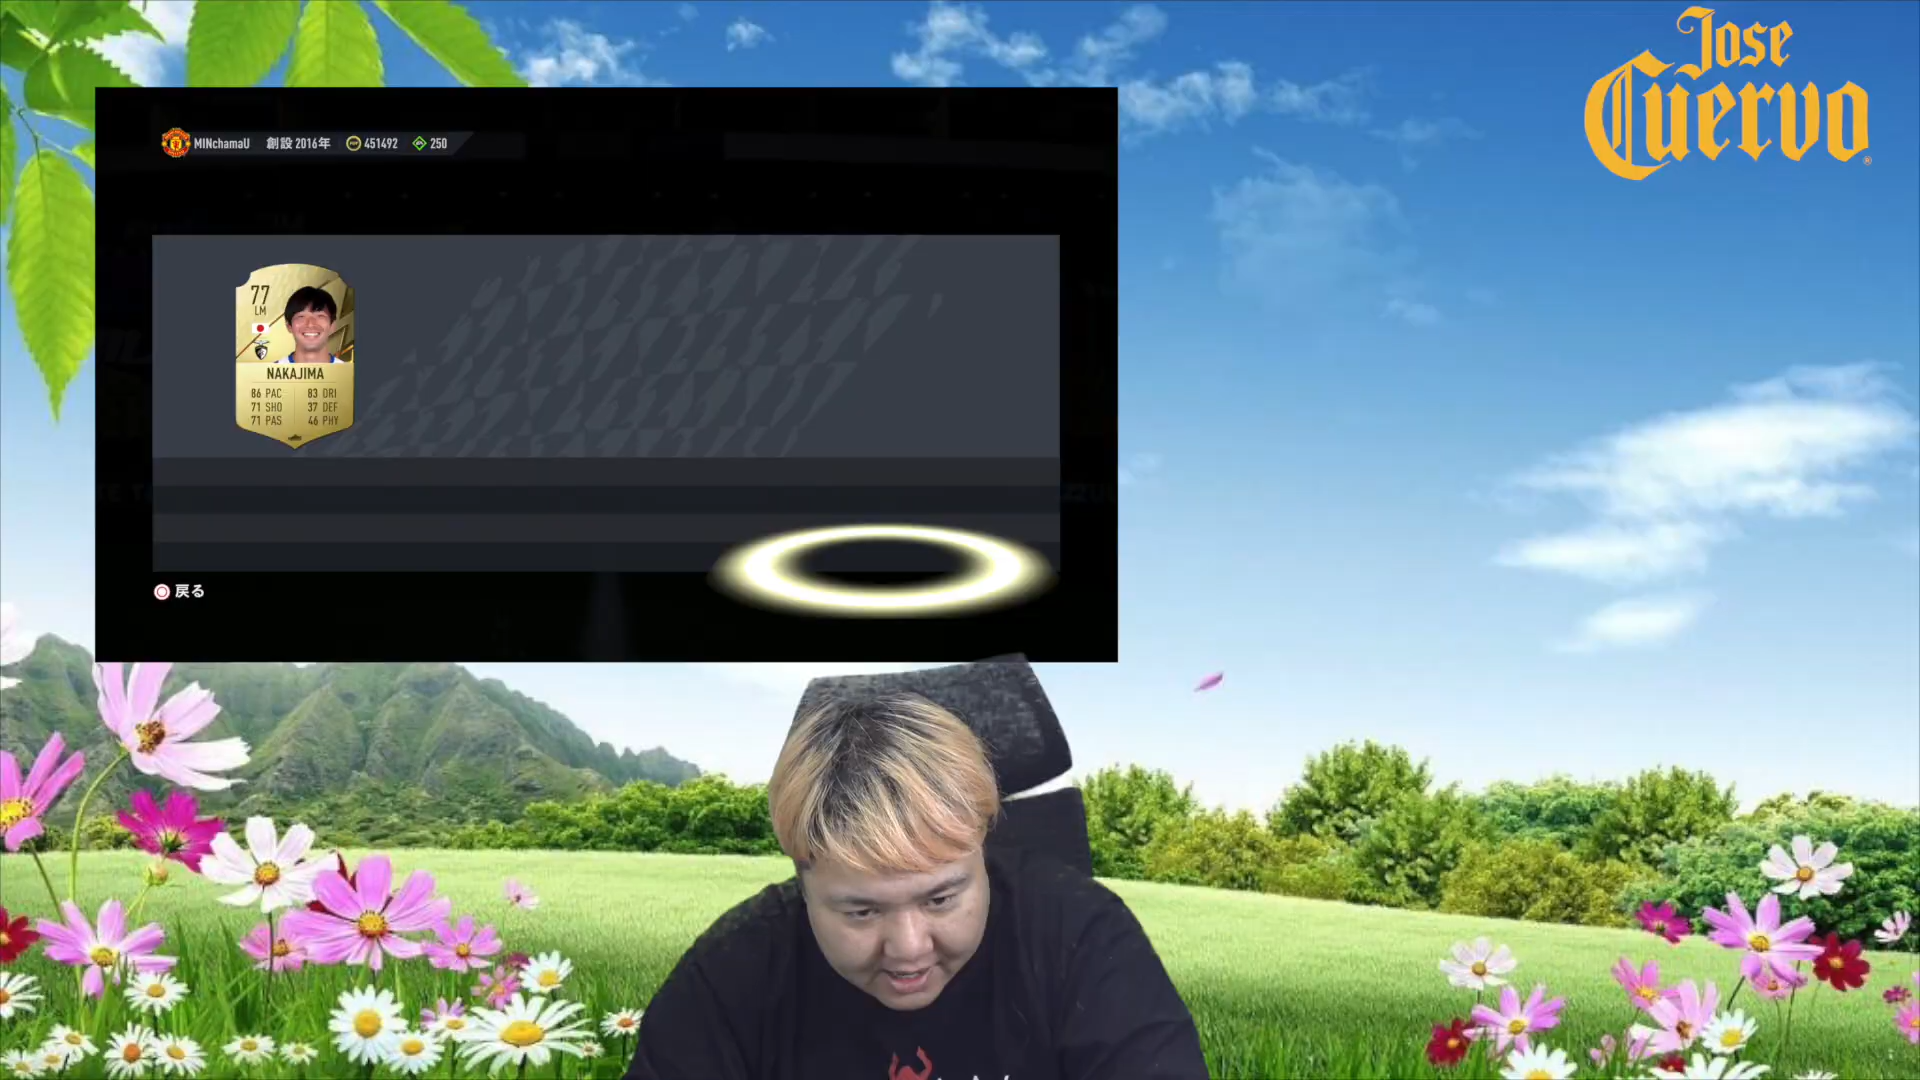 Jose
Cuervo
MINchamaU 創設 2016年 451492 250
77
LM
NAKAJIMA
86 PAC 83 DRI
71 SHO 37 DEF
71 PAS 46 PHY
戻る